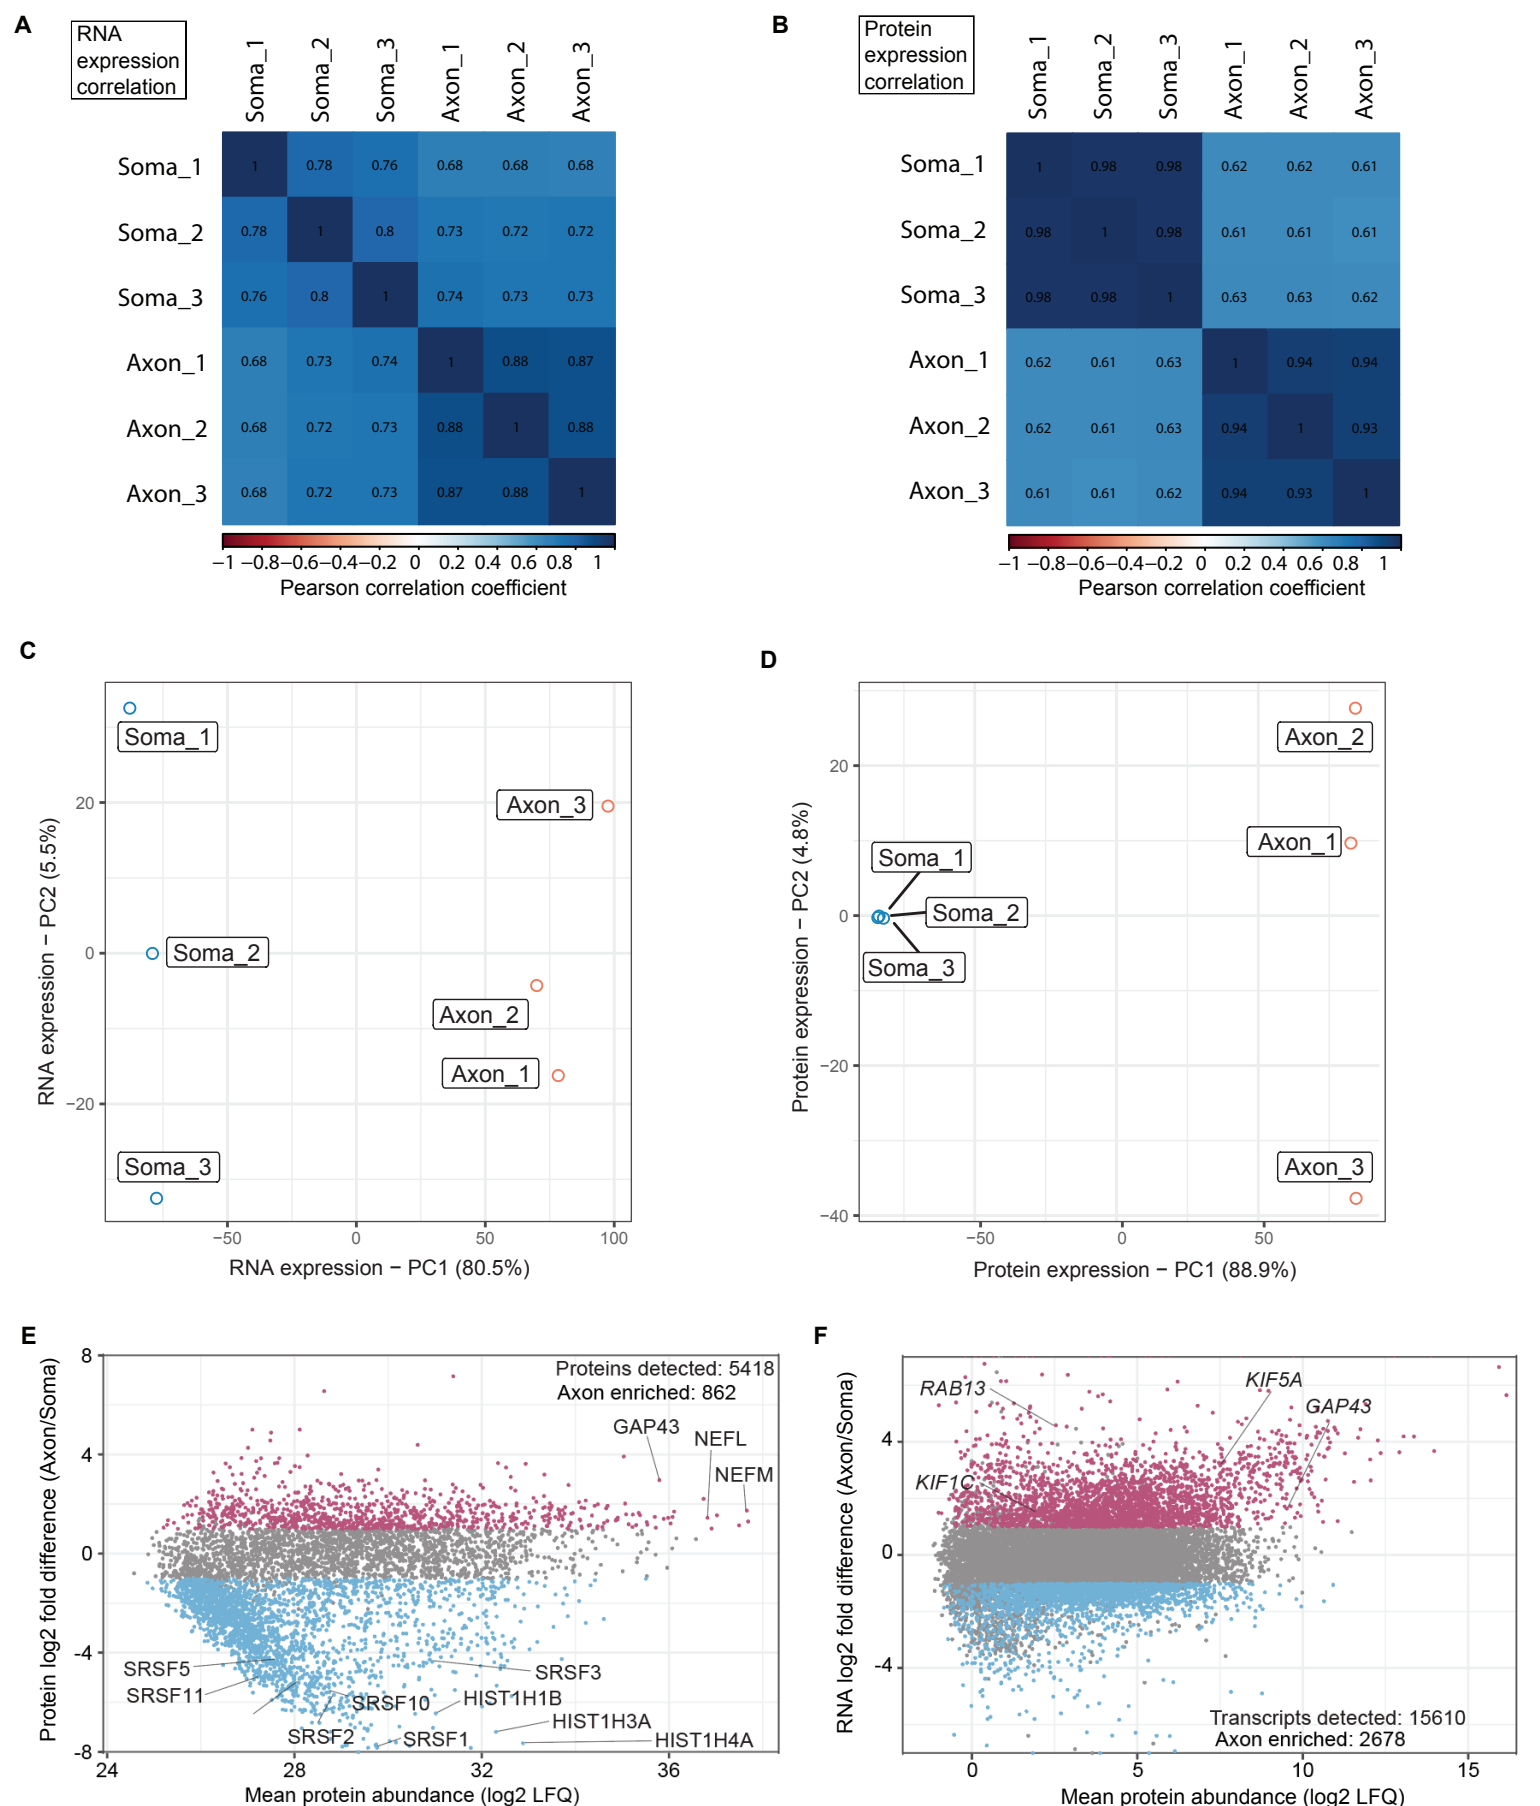 A
RNA
expression
correlation
Soma_1
Soma_2
Soma_3
Axon_1
Axon_2
Axon_3
Soma_1 1 0.78 0.76 0.68 0.68 0.68
Soma_2 0.78 1 0.8 0.73 0.72 0.72
Soma_3 0.76 0.8 1 0.74 0.73 0.73
Axon_1 0.68 0.73 0.74 1 0.88 0.87
Axon_2 0.68 0.72 0.73 0.88 1 0.88
Axon_3 0.68 0.72 0.73 0.87 0.88 1
−1 −0.8 −0.6 −0.4 −0.2 0 0.2 0.4 0.6 0.8 1
Pearson correlation coefficient
B
Protein
expression
correlation
Soma_1
Soma_2
Soma_3
Axon_1
Axon_2
Axon_3
Soma_1 1 0.98 0.98 0.62 0.62 0.61
Soma_2 0.98 1 0.98 0.61 0.61 0.61
Soma_3 0.98 0.98 1 0.63 0.63 0.62
Axon_1 0.62 0.61 0.63 1 0.94 0.94
Axon_2 0.62 0.61 0.63 0.94 1 0.93
Axon_3 0.61 0.61 0.62 0.94 0.93 1
−1 −0.8 −0.6 −0.4 −0.2 0 0.2 0.4 0.6 0.8 1
Pearson correlation coefficient
C
RNA expression − PC2 (5.5%)
20
0
−20
Soma_1
Axon_3
Soma_2
Axon_2
Axon_1
Soma_3
−50 0 50 100
RNA expression − PC1 (80.5%)
D
Protein expression − PC2 (4.8%)
20
0
−20
−40
Axon_2
Axon_1
Soma_1
Soma_2
Soma_3
Axon_3
−50 0 50
Protein expression − PC1 (88.9%)
E
Protein log2 fold difference (Axon/Soma)
8
4
0
-4
-8
Proteins detected: 5418
Axon enriched: 862
GAP43
NEFL
NEFM
SRSF5
SRSF3
SRSF11
SRSF10
HIST1H1B
HIST1H3A
SRSF2
SRSF1
HIST1H4A
24 28 32 36
Mean protein abundance (log2 LFQ)
F
RNA log2 fold difference (Axon/Soma)
4
0
−4
RAB13
KIF5A
GAP43
KIF1C
Transcripts detected: 15610
Axon enriched: 2678
0 5 10 15
Mean protein abundance (log2 LFQ)